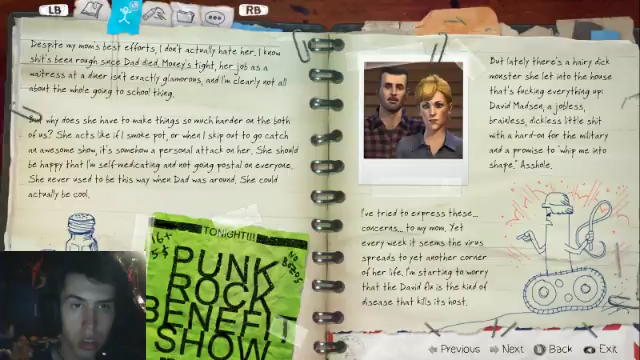 LB
RB
Despite my mom's best efforts, I don't actually hate her. I know
shit's been rough since Dad died. Money's tight, her job as a
waitress at a diner isn't exactly glamorous, and I'm clearly not all
about the whole going to school thing.
But why does she have to make things so much harder on the both
of us? She acts like if I smoke pot, or when I skip out to go catch
an awesome show, it's somehow a personal attack on her. She should
be happy that I'm self-medicating and not going postal on everyone.
She never used to be this way when Dad was around. She could
actually be cool.
TONIGHT!!!
16+
5$
NO
PUNK
ROCK
BENEFIT
SHOW
But lately there's a hairy dick
monster she let into the house
that's fucking everything up:
David Madsen, a jobless,
brainless, dickless little shit
with a hard-on for the military
and a promise to "whip me into
shape." Asshole.
I've tried to express these...
concerns... to my mom. Yet
every week it seems the virus
spreads to yet another corner
of her life. I'm starting to worry
that the David flu is the kind of
disease that kills its host.
Previous
Next
Back
Exit